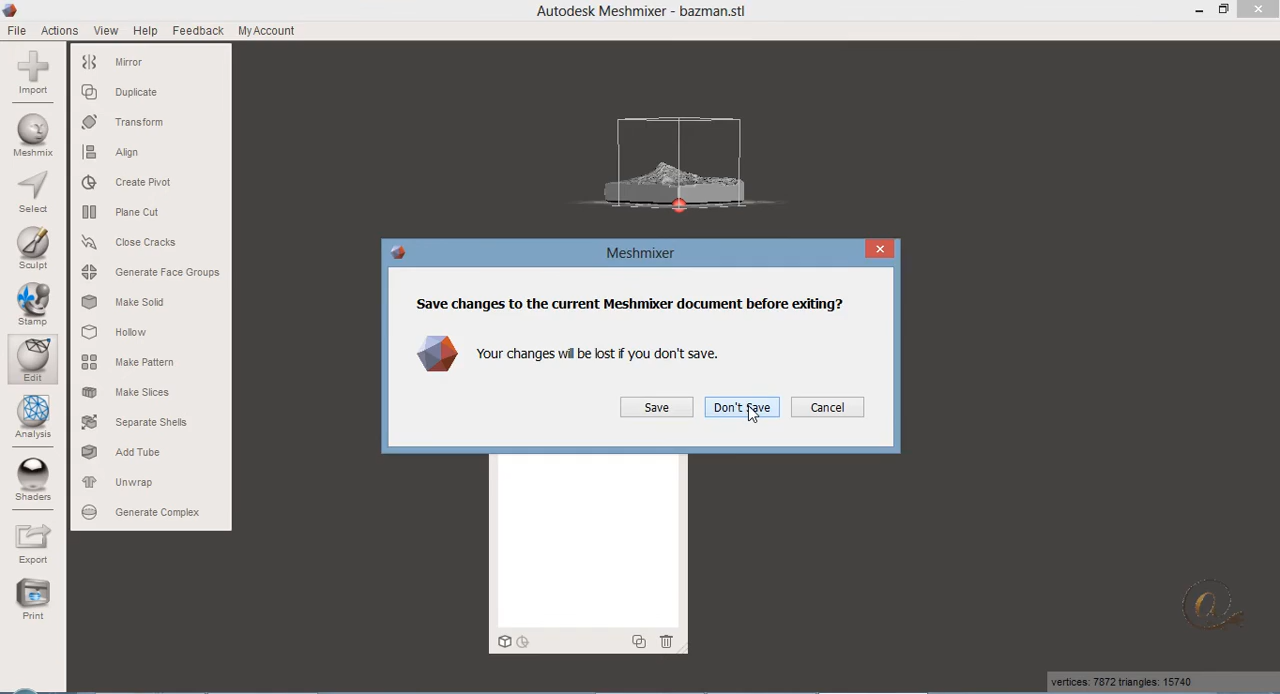 Autodesk Meshmixer - bazman.stl
File Actions View Help Feedback My Account
Import
Meshmix
Select
Sculpt
Stamp
Edit
Analysis
Shaders
Export
Print
Mirror
Duplicate
Transform
Align
Create Pivot
Plane Cut
Close Cracks
Generate Face Groups
Make Solid
Hollow
Make Pattern
Make Slices
Separate Shells
Add Tube
Unwrap
Generate Complex
Meshmixer
Save changes to the current Meshmixer document before exiting?
Your changes will be lost if you don't save.
Save Don't Save Cancel
vertices: 7872 triangles: 15740